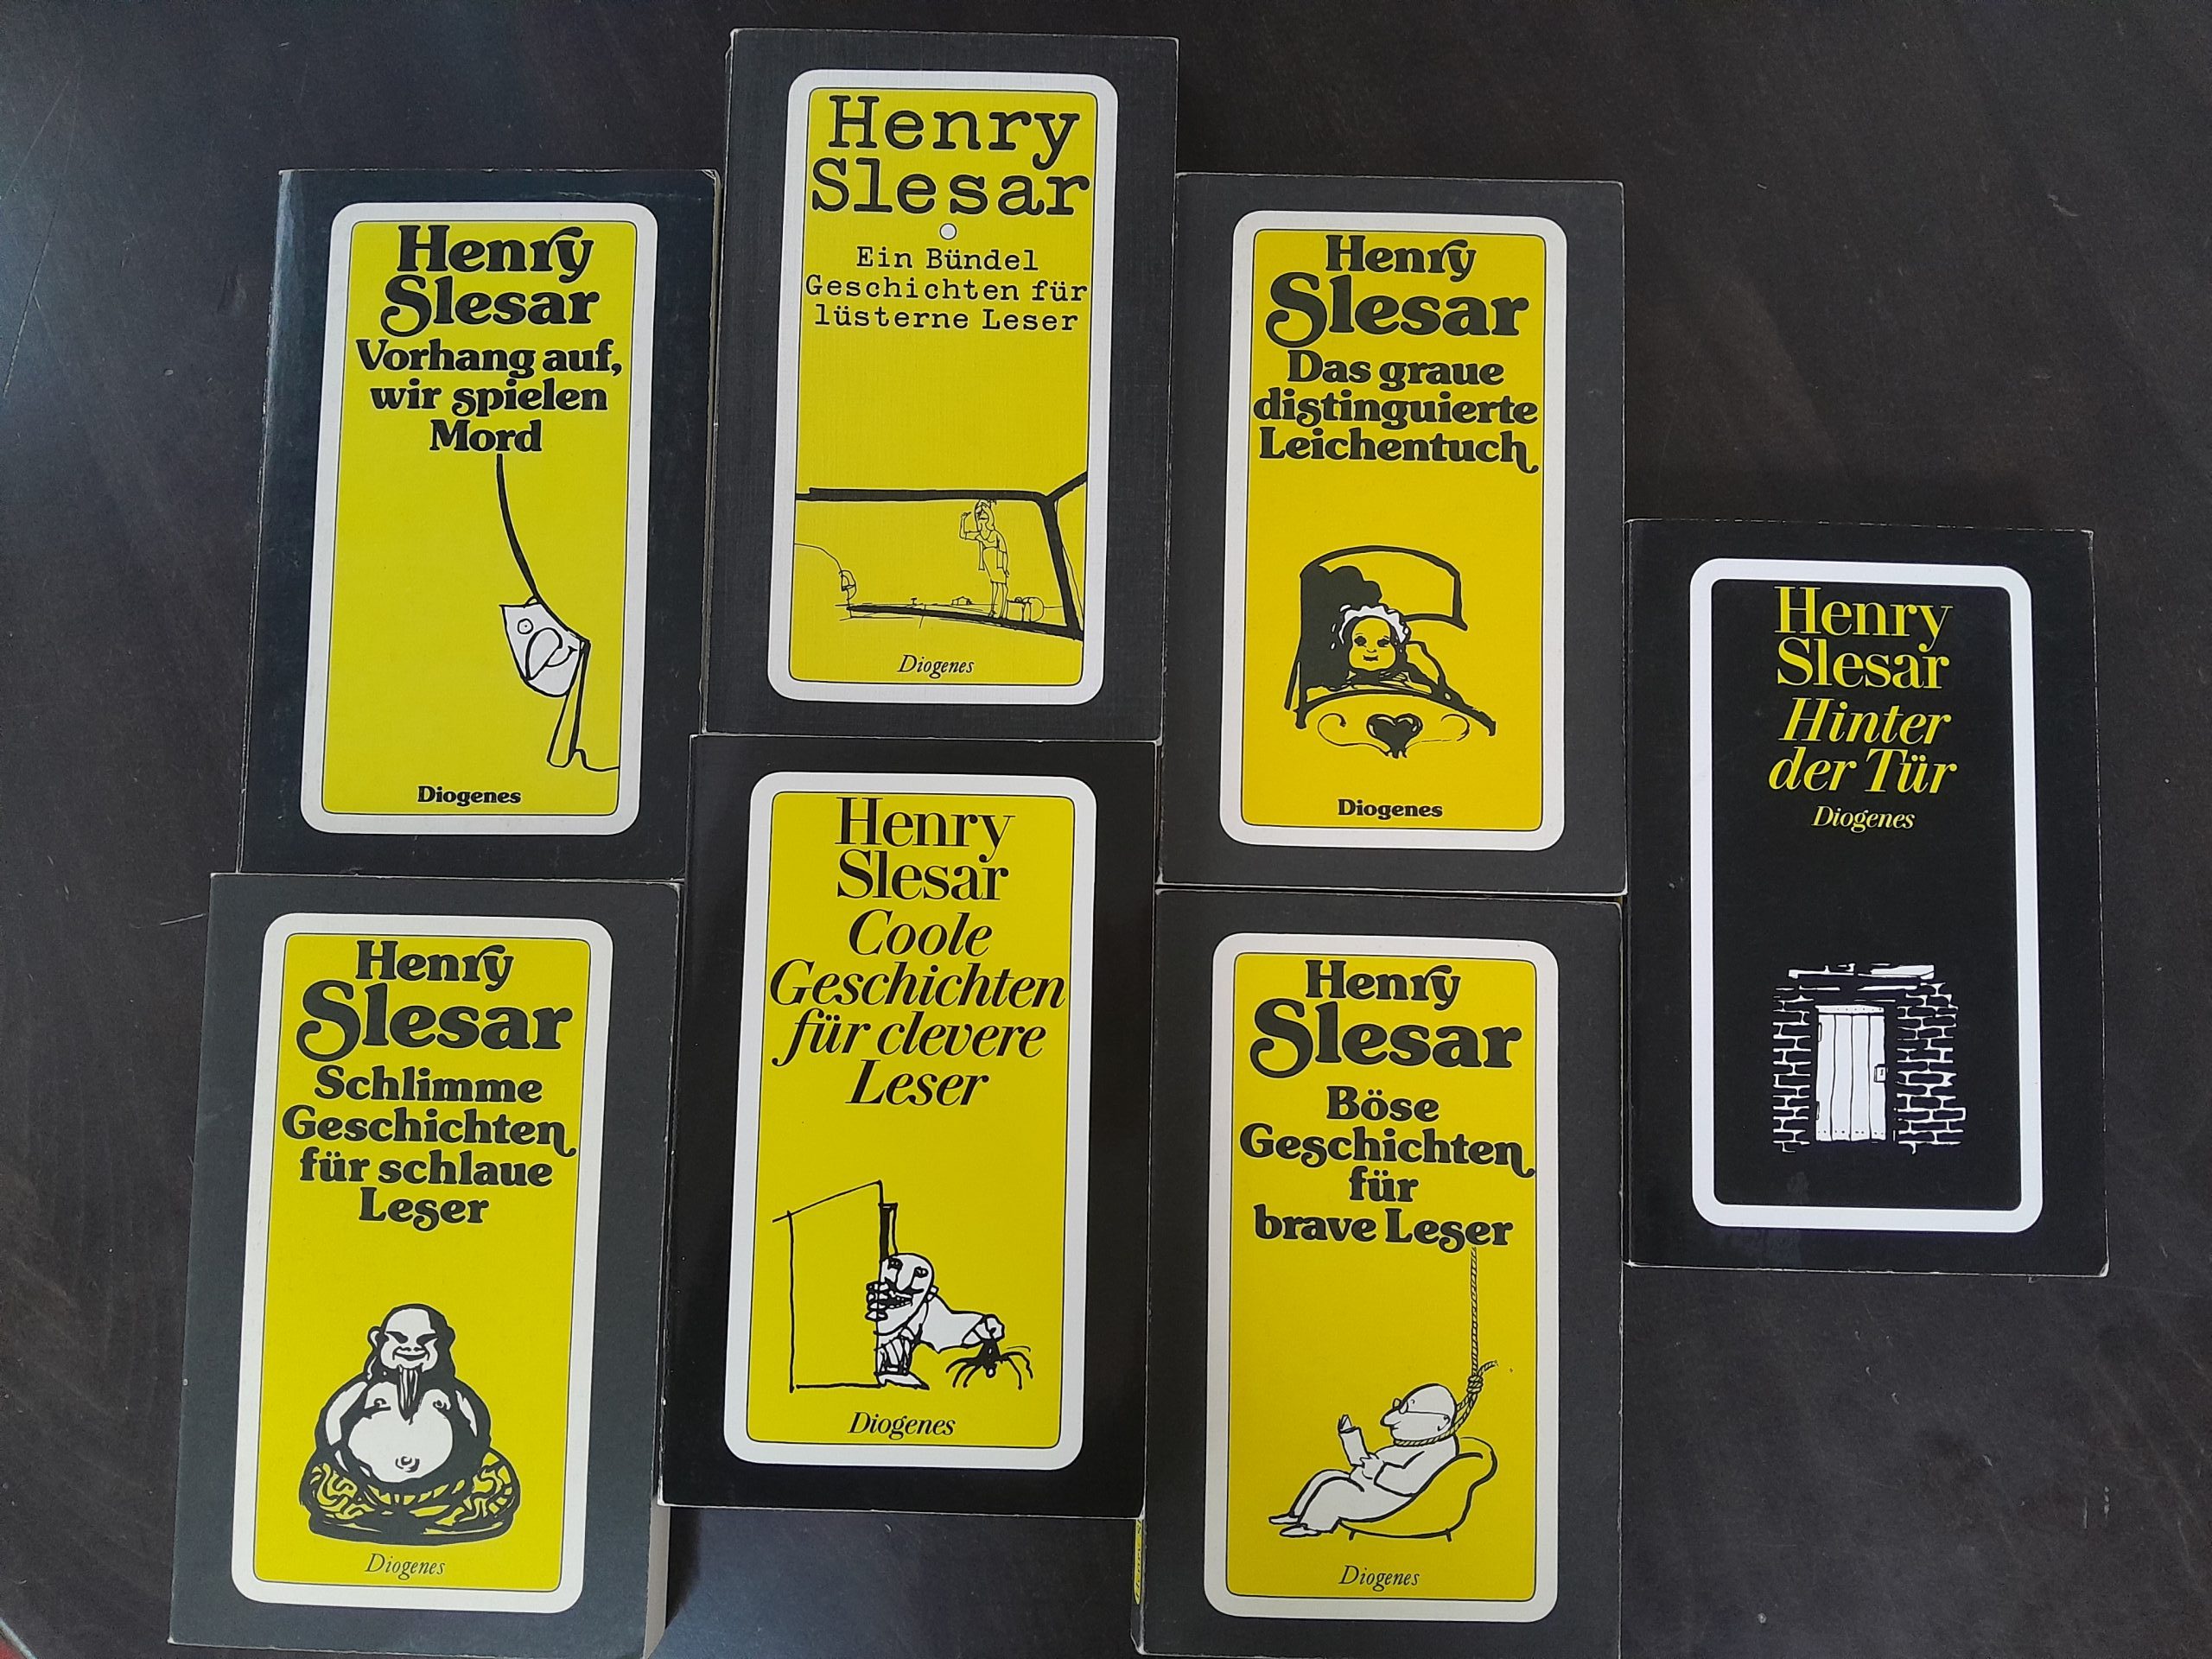 Henry
Slesar
Vorhang auf,
wir spielen
Mord
Diogenes
Henry
Slesar
Ein Bündel
Geschichten für
lüsterne Leser
Diogenes
Henry
Slesar
Das graue
distinguierte
Leichentuch
Diogenes
Henry
Slesar
Hinter
der Tür
Diogenes
Henry
Slesar
Schlimme
Geschichten
für schlaue
Leser
Diogenes
Henry
Slesar
Coole
Geschichten
für clevere
Leser
Diogenes
Henry
Slesar
Böse
Geschichten
für
brave Leser
Diogenes